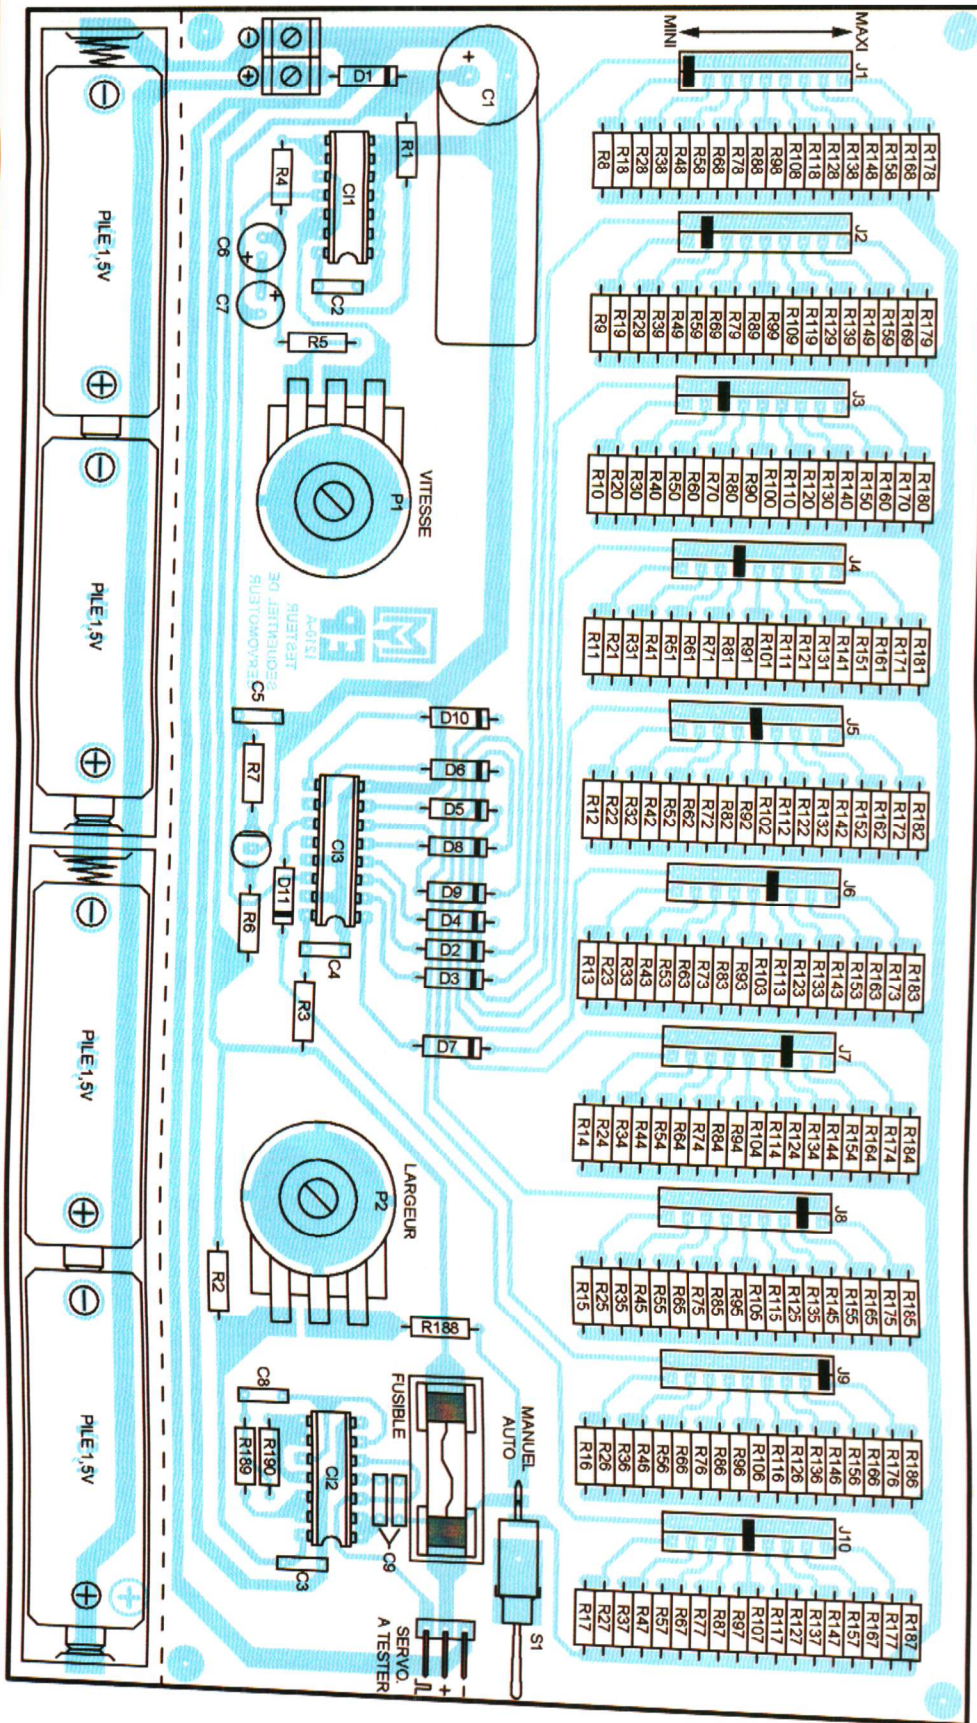 MAXI
MINI
J1
R178
R168
R158
R148
R138
R128
R118
R108
R98
R88
R78
R68
R58
R48
R38
R28
R18
R8
J2
R179
R169
R159
R149
R139
R129
R119
R109
R99
R89
R79
R69
R59
R49
R39
R29
R19
R9
J3
R180
R170
R160
R150
R140
R130
R120
R110
R100
R90
R80
R70
R60
R50
R40
R30
R20
R10
J4
R181
R171
R161
R151
R141
R131
R121
R111
R101
R91
R81
R71
R61
R51
R41
R31
R21
R11
J5
R182
R172
R162
R152
R142
R132
R122
R112
R102
R92
R82
R72
R62
R52
R42
R32
R22
R12
J6
R183
R173
R163
R153
R143
R133
R123
R113
R103
R93
R83
R73
R63
R53
R43
R33
R23
R13
J7
R184
R174
R164
R154
R144
R134
R124
R114
R104
R94
R84
R74
R64
R54
R44
R34
R24
R14
J8
R185
R175
R165
R155
R145
R135
R125
R115
R105
R95
R85
R75
R65
R55
R45
R35
R25
R15
J9
R186
R176
R166
R156
R146
R136
R126
R116
R106
R96
R86
R76
R66
R56
R46
R36
R26
R16
J10
R187
R177
R167
R157
R147
R137
R127
R117
R107
R97
R87
R77
R67
R57
R47
R37
R27
R17
− +
D1
+
C1
R1
R4
CI1
C6
+
C7
+
C2
R5
VITESSE
P1
M
PE
0121-A
TESTEUR
SEQUENTIEL DE
SERVOMOTEUR
C5
R7
D10
D6
D5
D8
CI3
D9
D4
D2
D3
D11
R6
C4
R3
D7
LARGEUR
P2
R2
R188
FUSIBLE
MANUEL
AUTO
S1
C8
R189
R190
CI2
C9
C3
SERVO.
A TESTER
− +
− PILE 1,5V +
− PILE 1,5V +
− PILE 1,5V +
− PILE 1,5V +